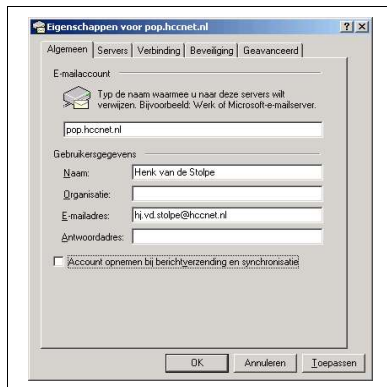 Eigenschappen voor pop.hccnet.nl
Algemeen Servers Verbinding Beveiliging Geavanceerd
E-mailaccount
Typ de naam waarmee u naar deze servers wilt
verwijzen. Bijvoorbeeld: Werk of Microsoft-e-mailserver.
pop.hccnet.nl
Gebruikersgegevens
Naam: Henk van de Stolpe
Organisatie:
E-mailadres: hj.vd.stolpe@hccnet.nl
Antwoordadres:
Account opnemen bij berichtverzending en synchronisatie
OK Annuleren Toepassen